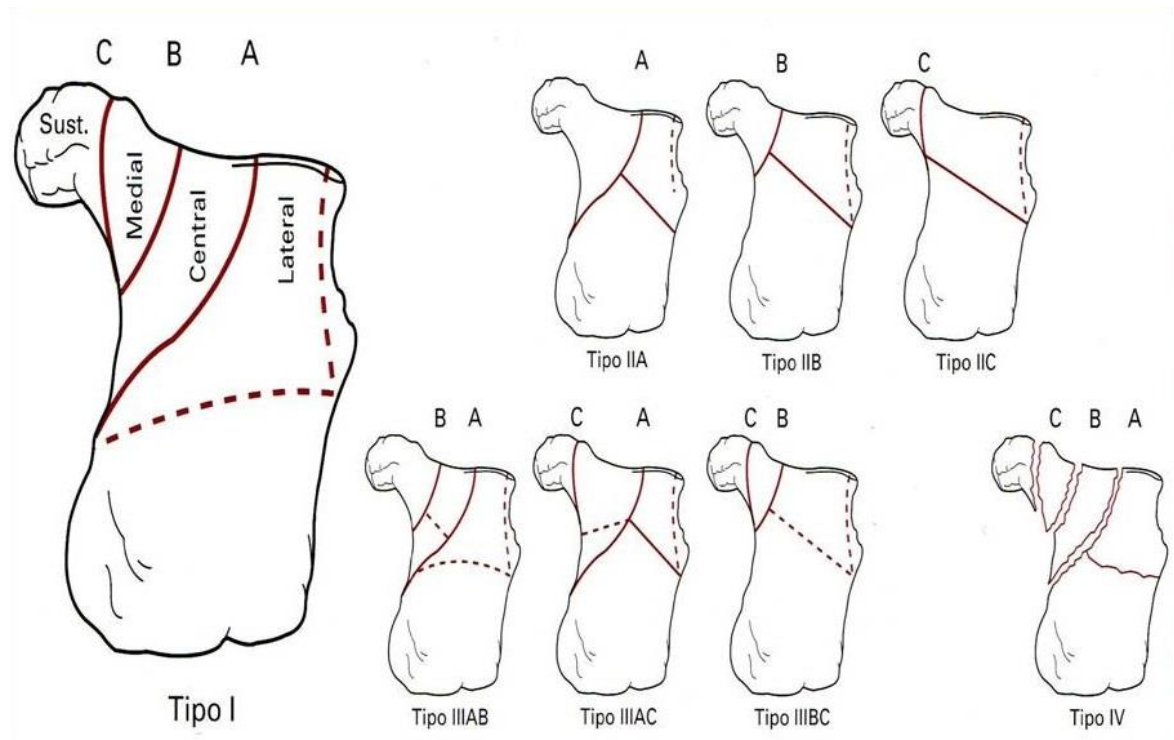 C B A
Sust.
Medial
Central
Lateral
Tipo I
A
Tipo IIA
B
Tipo IIB
C
Tipo IIC
B A
Tipo IIIAB
C A
Tipo IIIAC
C B
Tipo IIIBC
C B A
Tipo IV